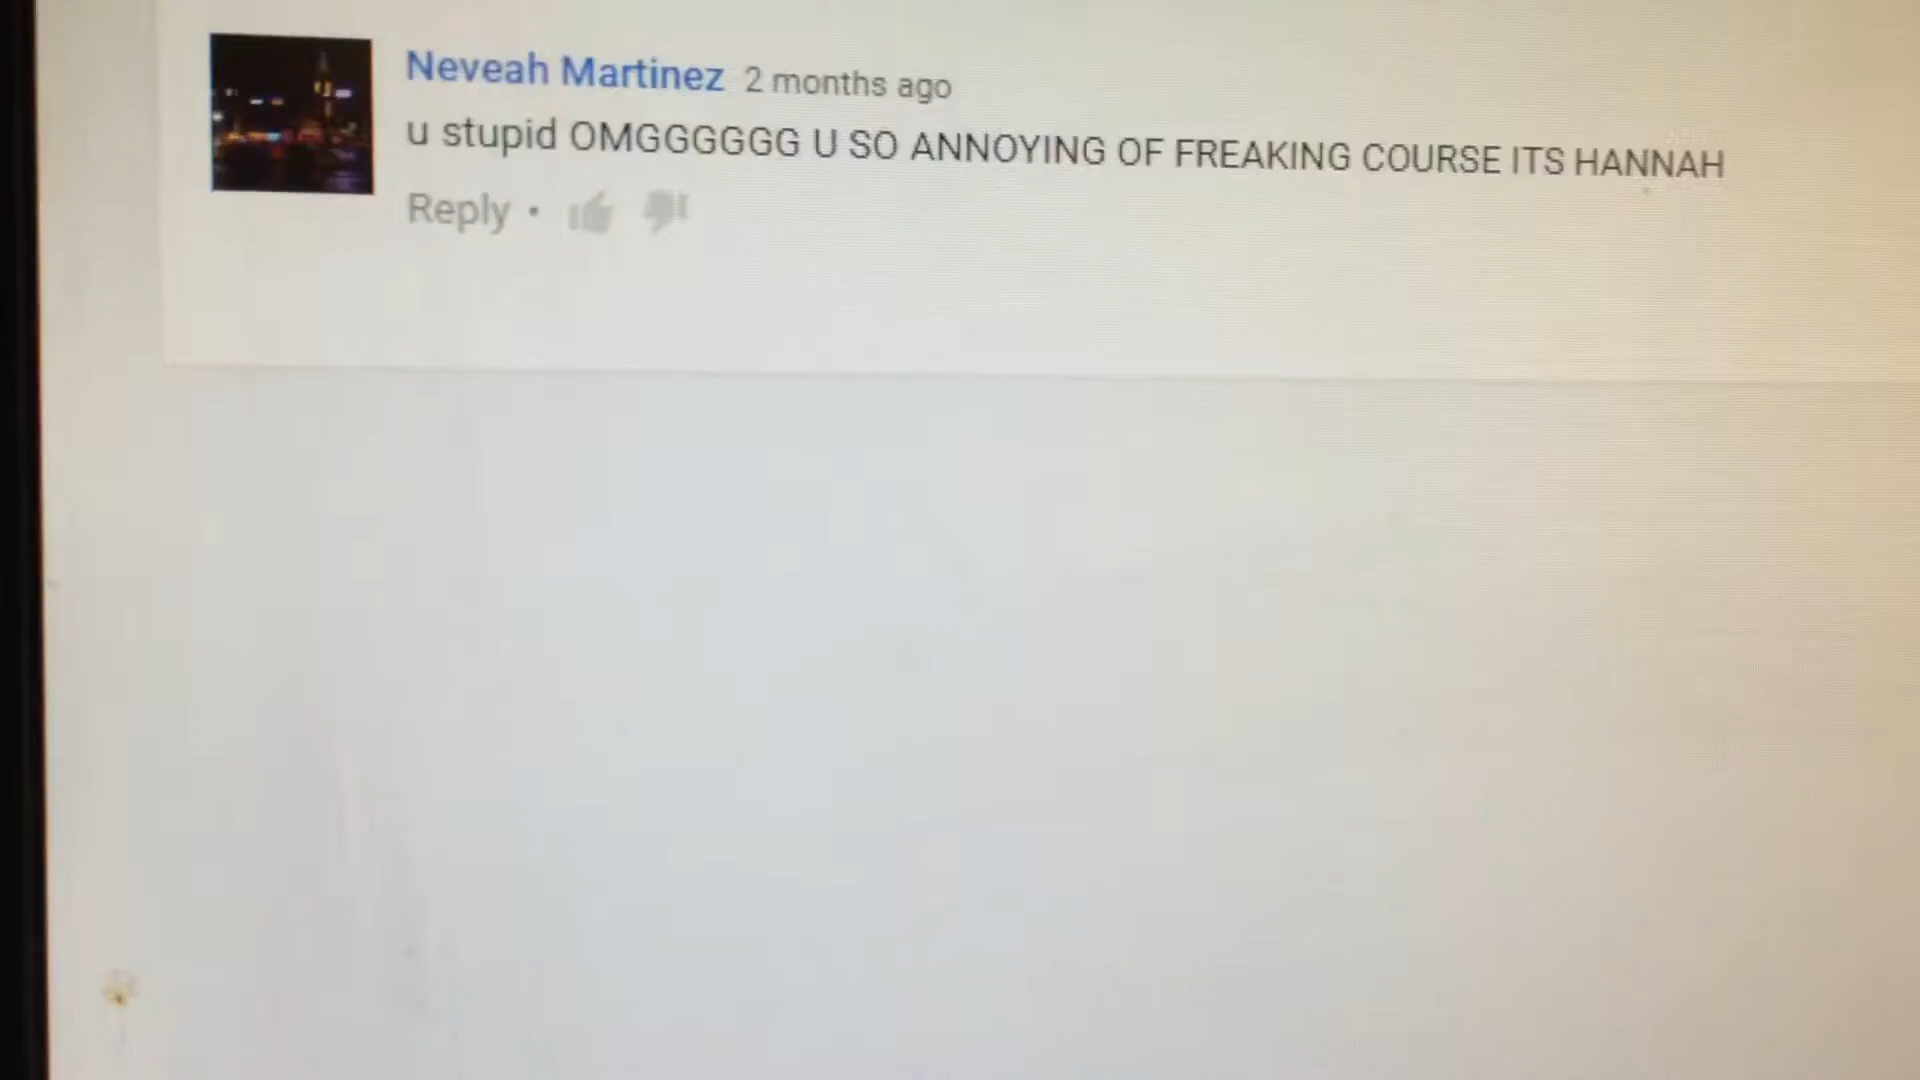 Neveah Martinez 2 months ago
u stupid OMGGGGGG U SO ANNOYING OF FREAKING COURSE ITS HANNAH
Reply •